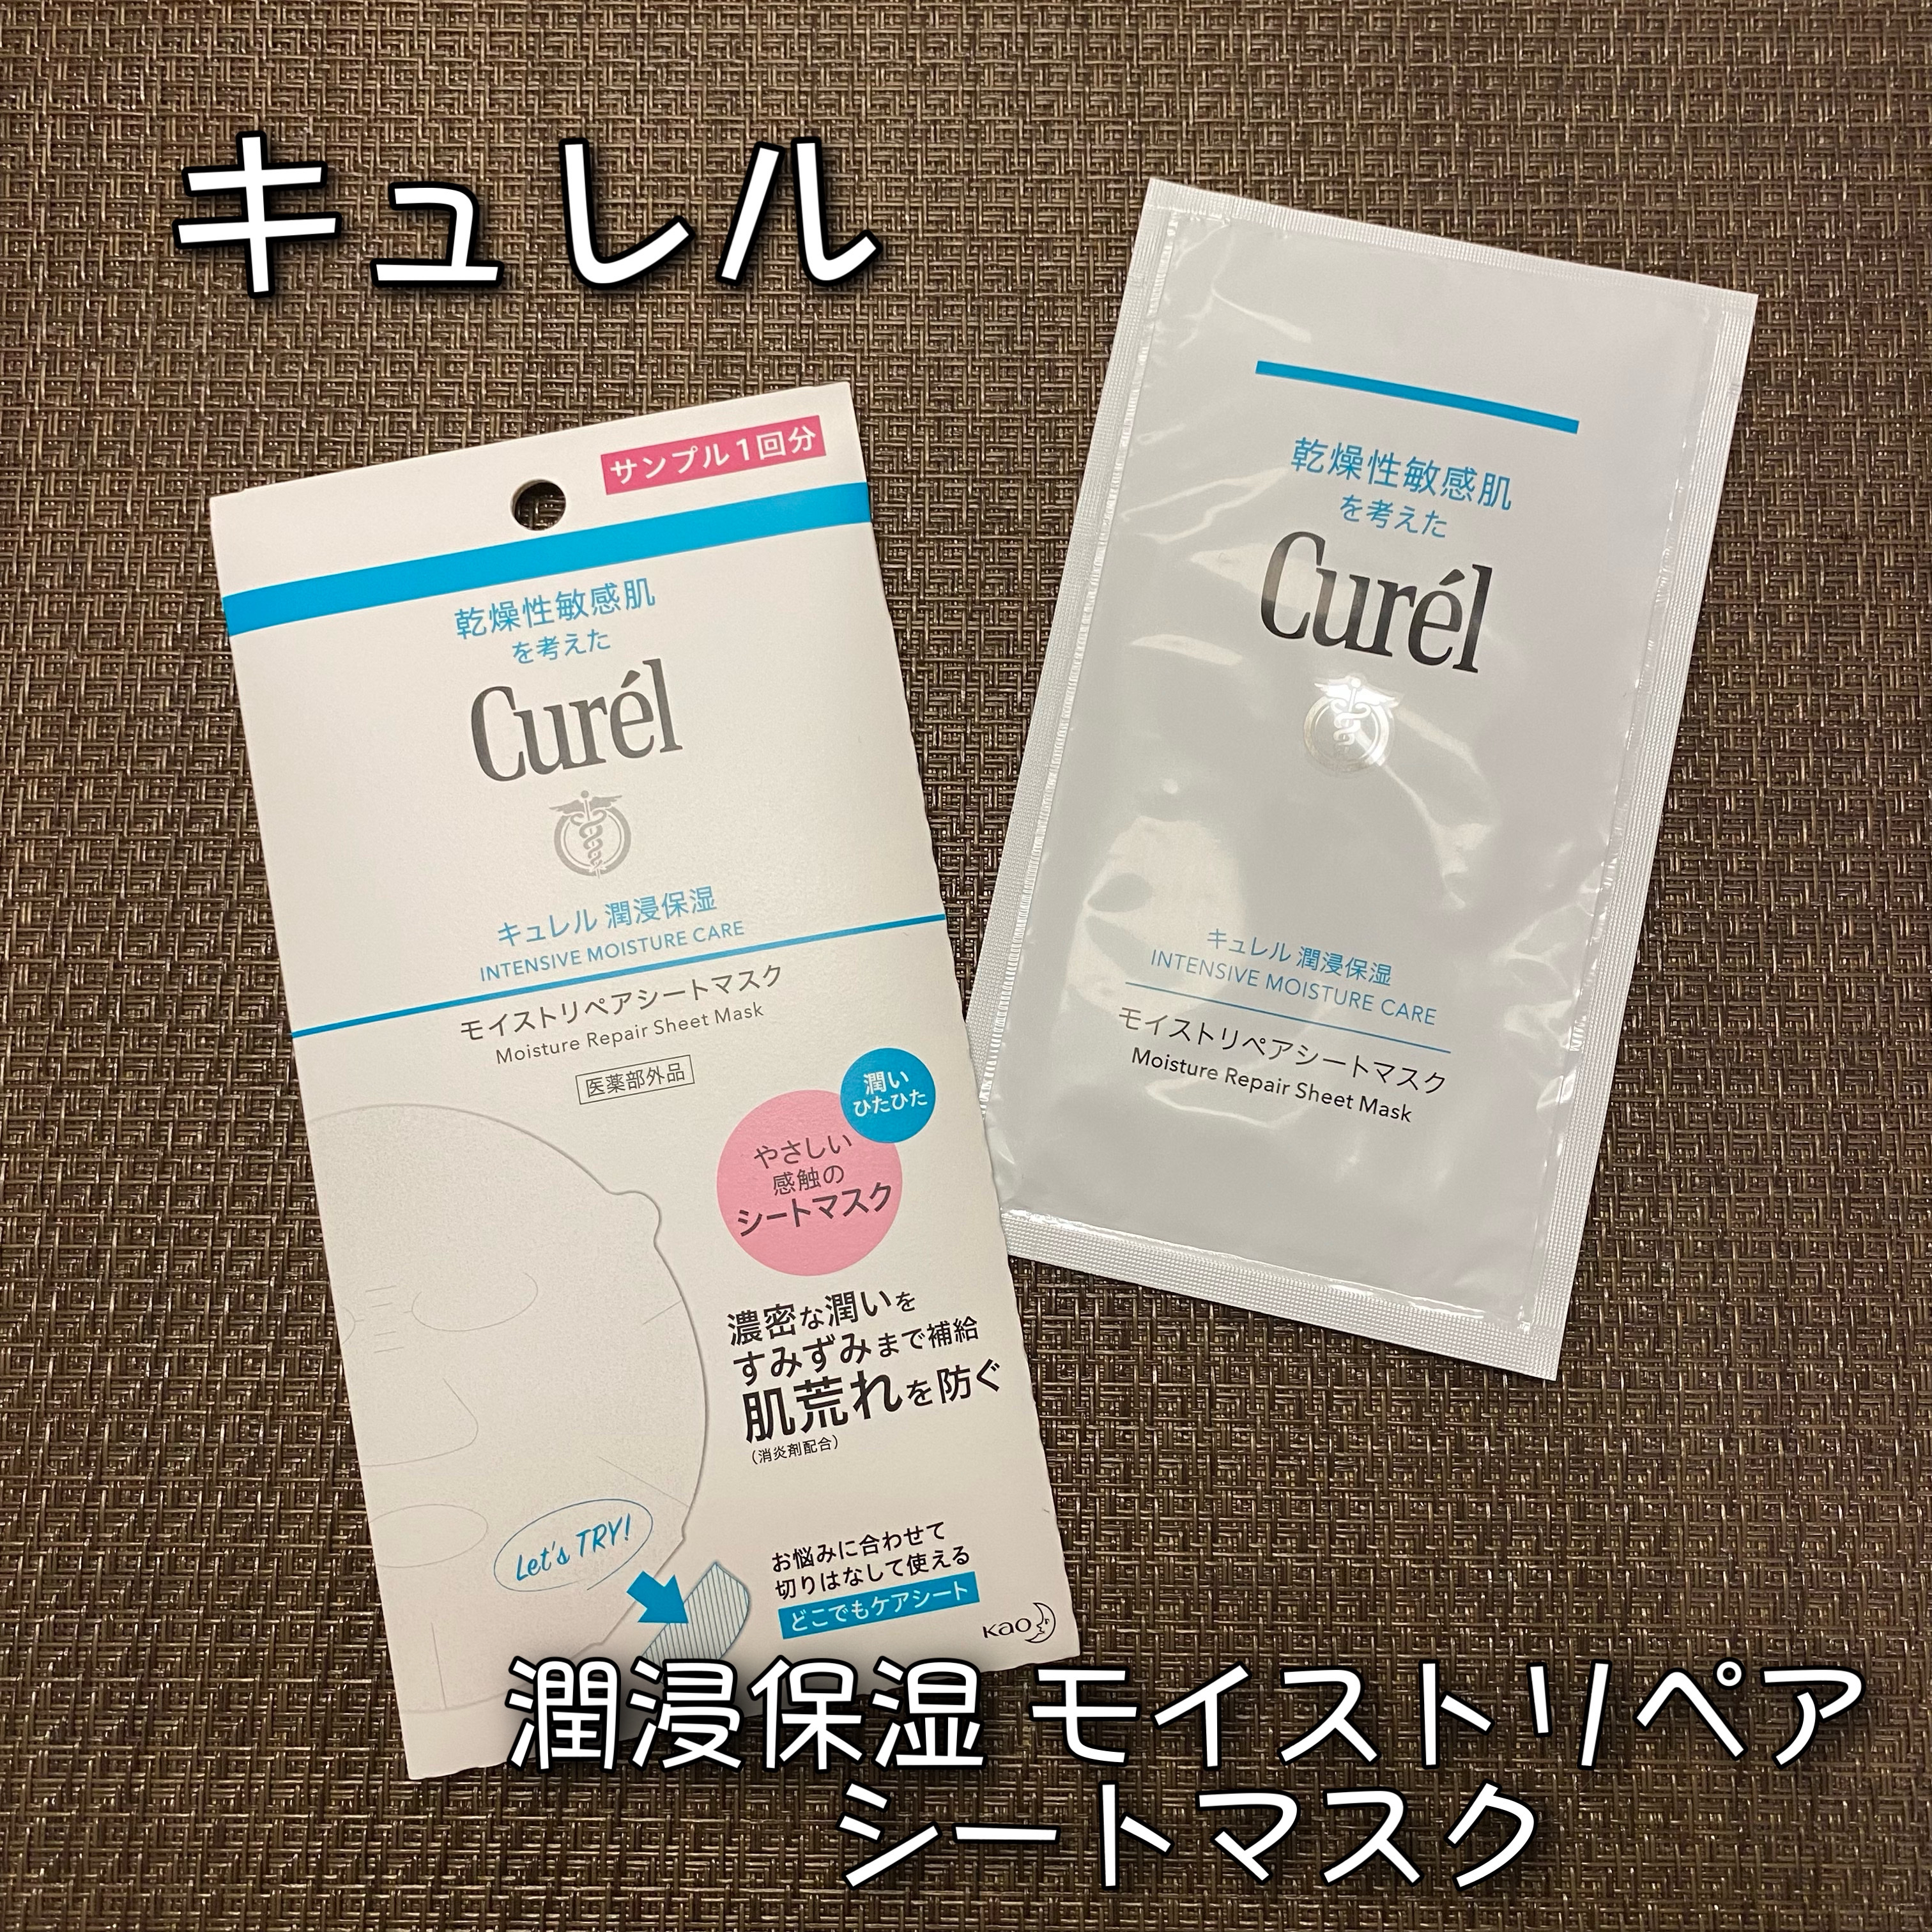 キュレル
サンプル1回分
乾燥性敏感肌
を考えた
Curél
キュレル 潤浸保湿
INTENSIVE MOISTURE CARE
モイストリペアシートマスク
Moisture Repair Sheet Mask
医薬部外品
潤い
ひたひた
やさしい
感触の
シートマスク
濃密な潤いを
すみずみまで補給
肌荒れを防ぐ
(消炎剤配合)
Let's TRY!
お悩みに合わせて
切りはなして使える
どこでもケアシート
Kao
乾燥性敏感肌
を考えた
Curél
キュレル 潤浸保湿
INTENSIVE MOISTURE CARE
モイストリペアシートマスク
Moisture Repair Sheet Mask
潤浸保湿 モイストリペア
シートマスク